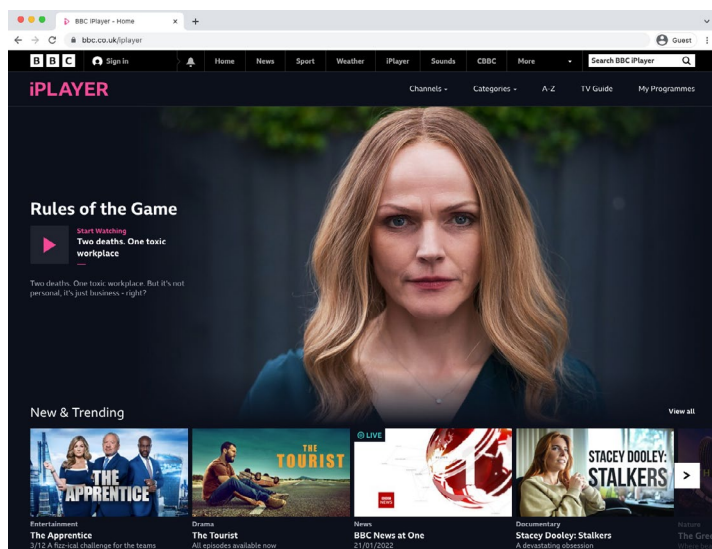 BBC iPlayer - Home
bbc.co.uk/iplayer
Guest
BBC
Sign in
Home
News
Sport
Weather
iPlayer
Sounds
CBBC
More
Search BBC iPlayer
iPLAYER
Channels
Categories
A-Z
TV Guide
My Programmes
Rules of the Game
Start Watching
Two deaths. One toxic
workplace
Two deaths. One toxic workplace. But it's not
personal, it's just business - right?
New & Trending
View all
THE
APPRENTICE
THE
TOURIST
LIVE
STACEY DOOLEY:
STALKERS
Entertainment
The Apprentice
3/12 A fizz-ical challenge for the teams
Drama
The Tourist
All episodes available now
News
BBC News at One
21/01/2022
Documentary
Stacey Dooley: Stalkers
A devastating obsession
Nature
The Gree